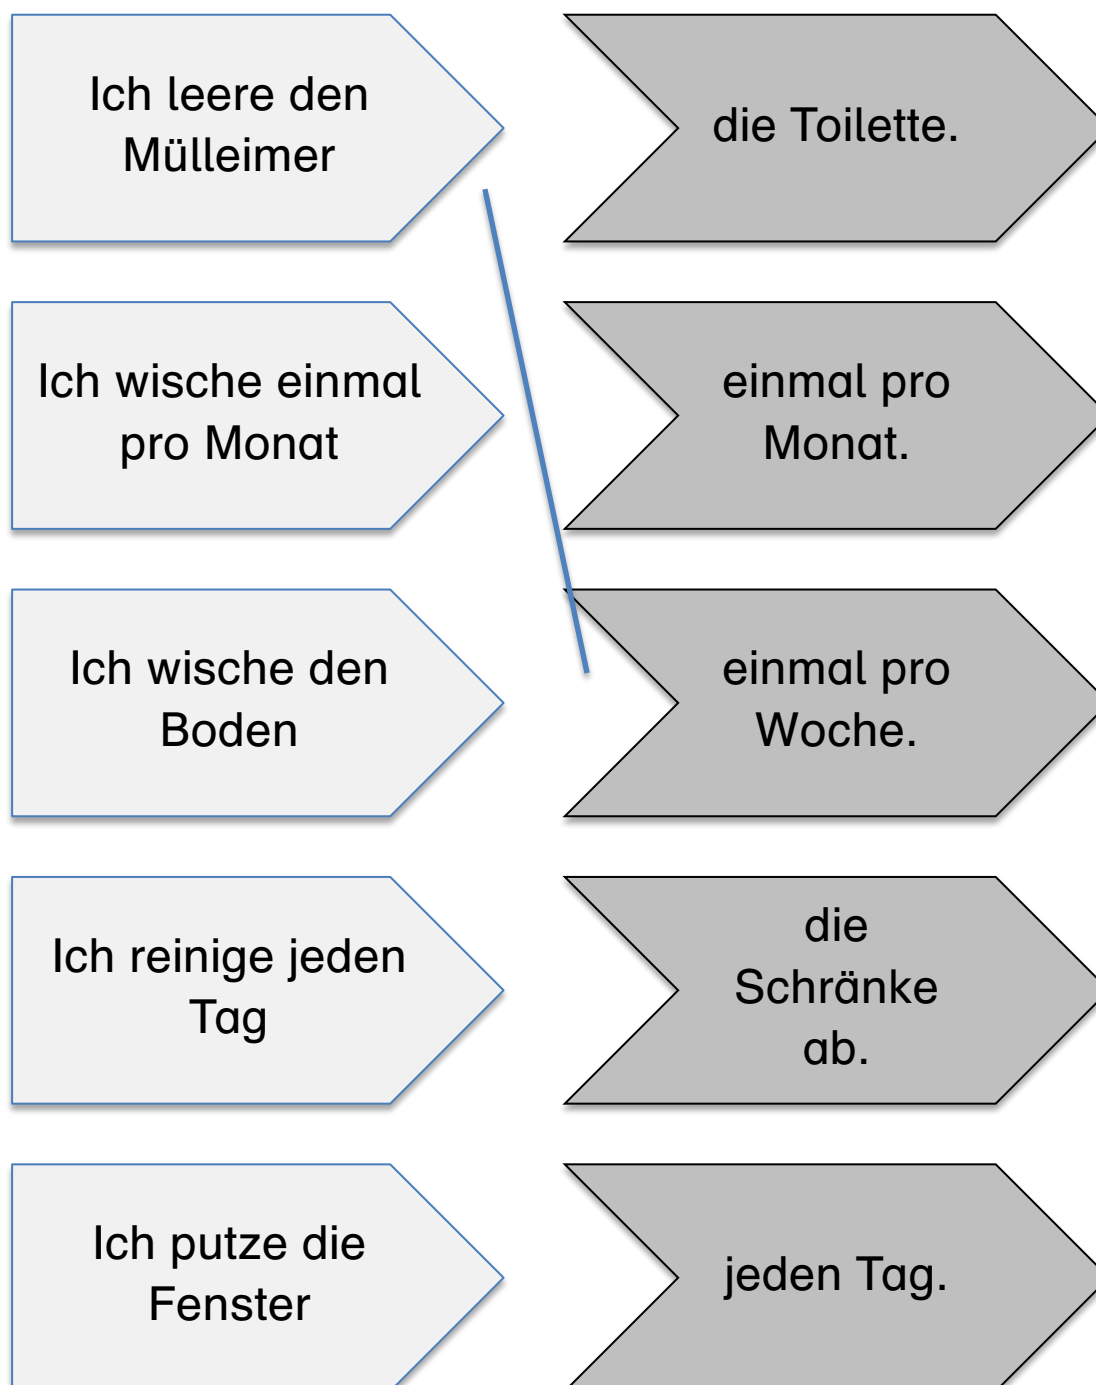 Ich leere den
Mülleimer
die Toilette.
Ich wische einmal
pro Monat
einmal pro
Monat.
Ich wische den
Boden
einmal pro
Woche.
Ich reinige jeden
Tag
die
Schränke
ab.
Ich putze die
Fenster
jeden Tag.